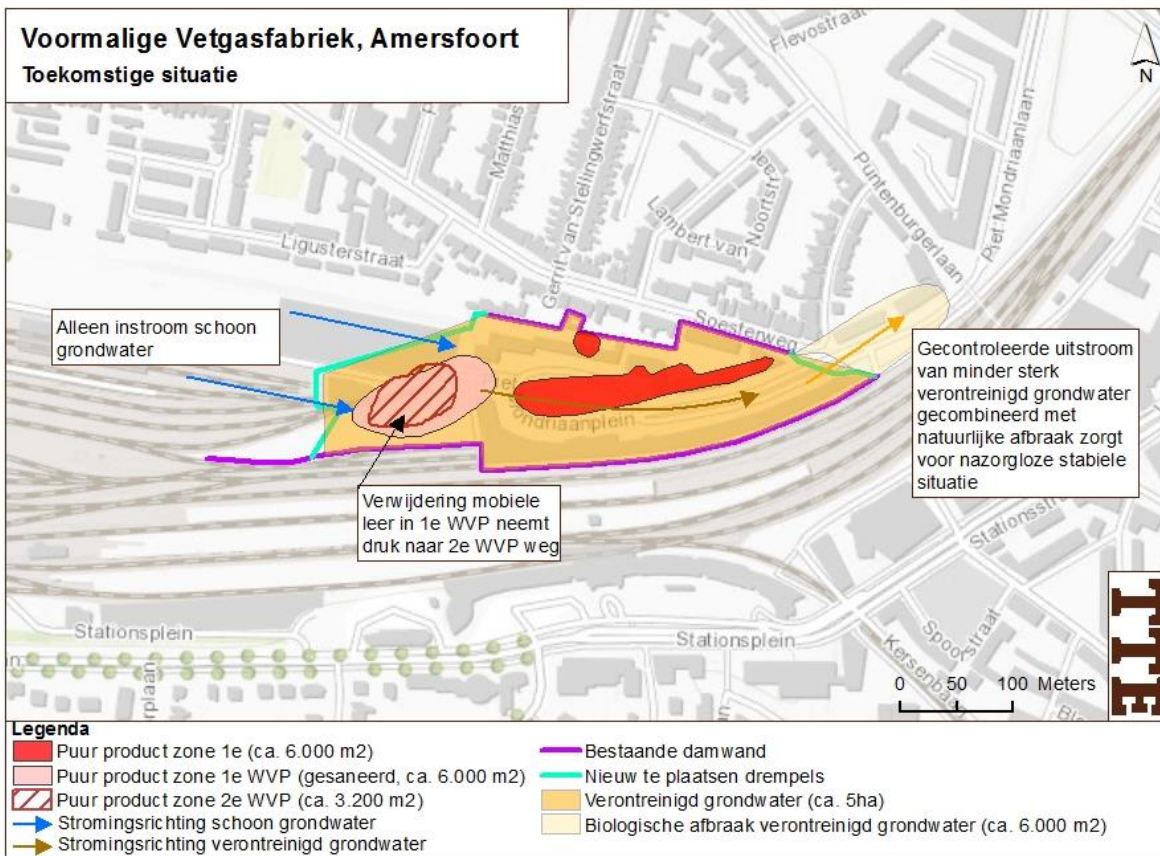 Voormalige Vetgasfabriek, Amersfoort
Toekomstige situatie
N
Flevostraat
Matthias
Gerrit van Stellingwerfstraat
Puntenburgerlaan
Piet Mondriaanlaan
Lambert van
Noortstraat
Ligusterstraat
Soesterweg
Alleen instroom schoon
grondwater
Gecontroleerde uitstroom
van minder sterk
verontreinigd grondwater
gecombineerd met
natuurlijke afbraak zorgt
voor nazorgloze stabiele
situatie
Verwijdering mobiele
leer in 1e WVP neemt
druk naar 2e WVP weg
Stationsplein
Stationsplein
Spoorstraat
0 50 100 Meters
TTE
Legenda
Puur product zone 1e (ca. 6.000 m2)
Puur product zone 1e WVP (gesaneerd, ca. 6.000 m2)
Puur product zone 2e WVP (ca. 3.200 m2)
Stromingsrichting schoon grondwater
Stromingsrichting verontreinigd grondwater
Bestaande damwand
Nieuw te plaatsen drempels
Verontreinigd grondwater (ca. 5ha)
Biologische afbraak verontreinigd grondwater (ca. 6.000 m2)